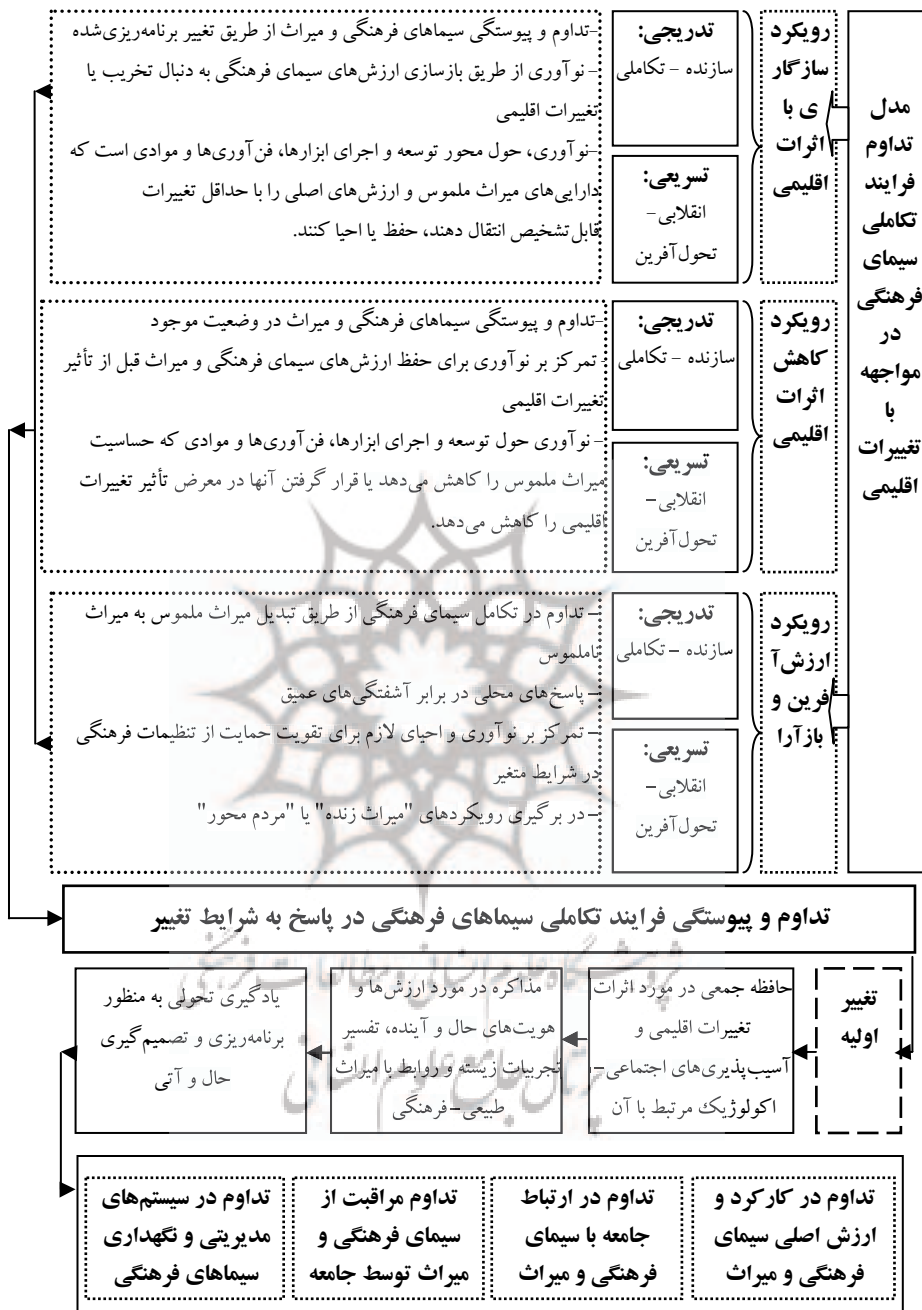 مدل
تداوم
فرایند
تکاملی
سیمای
فرهنگی
در
مواجهه
با
تغییرات
اقلیمی
رویکرد
سازگار
ی با
اثرات
اقلیمی
تدریجی:
سازنده - تکاملی
تسریعی:
انقلابی-
تحول‌آفرین
-تداوم و پیوستگی سیماهای فرهنگی و میراث از طریق تغییر برنامه‌ریزی‌شده
- نوآوری از طریق بازسازی ارزش‌های سیمای فرهنگی به دنبال تخریب یا
تغییرات اقلیمی
-نوآوری، حول محور توسعه و اجرای ابزارها، فن‌آوری‌ها و موادی است که
دارایی‌های میراث ملموس و ارزش‌های اصلی را با حداقل تغییرات
قابل‌تشخیص انتقال دهند، حفظ یا احیا کنند.
رویکرد
کاهش
اثرات
اقلیمی
تدریجی:
سازنده - تکاملی
تسریعی:
انقلابی-
تحول‌آفرین
-تداوم و پیوستگی سیماهای فرهنگی و میراث در وضعیت موجود
- تمرکز بر نوآوری برای حفظ ارزش‌های سیمای فرهنگی و میراث قبل از تأثیر
تغییرات اقلیمی
- نوآوری حول توسعه و اجرای ابزارها، فن‌آوری‌ها و موادی که حساسیت
میراث ملموس را کاهش می‌دهد یا قرار گرفتن آنها در معرض تأثیر تغییرات
اقلیمی را کاهش می‌دهد.
رویکرد
ارزش‌آ
فرین و
بازآرا
تدریجی:
سازنده - تکاملی
تسریعی:
انقلابی-
تحول‌آفرین
- تداوم در تکامل سیمای فرهنگی از طریق تبدیل میراث ملموس به میراث
ناملموس
- پاسخ‌های محلی در برابر آشفتگی‌های عمیق
- تمرکز بر نوآوری و احیای لازم برای تقویت حمایت از تنظیمات فرهنگی
در شرایط متغیر
-در برگیری رویکردهای "میراث زنده" یا "مردم محور"
تداوم و پیوستگی فرایند تکاملی سیماهای فرهنگی در پاسخ به شرایط تغییر
تغییر
اولیه
حافظه جمعی در مورد اثرات
تغییرات اقلیمی و
آسیب‌پذیری‌های اجتماعی-
اکولوژیک مرتبط با آن
مذاکره در مورد ارزش‌ها و
هویت‌های حال و آینده، تفسیر
تجربیات زیسته و روابط با میراث
طبیعی-فرهنگی
یادگیری تحولی به منظور
برنامه‌ریزی و تصمیم‌گیری
حال و آتی
پژوهشگاه علوم انسانی و مطالعات فرهنگی
پرتال جامع علوم انسانی
تداوم در کارکرد و
ارزش اصلی سیمای
فرهنگی و میراث
تداوم در ارتباط
جامعه با سیمای
فرهنگی و میراث
تداوم مراقبت از
سیمای فرهنگی و
میراث توسط جامعه
تداوم در سیستم‌های
مدیریتی و نگهداری
سیماهای فرهنگی